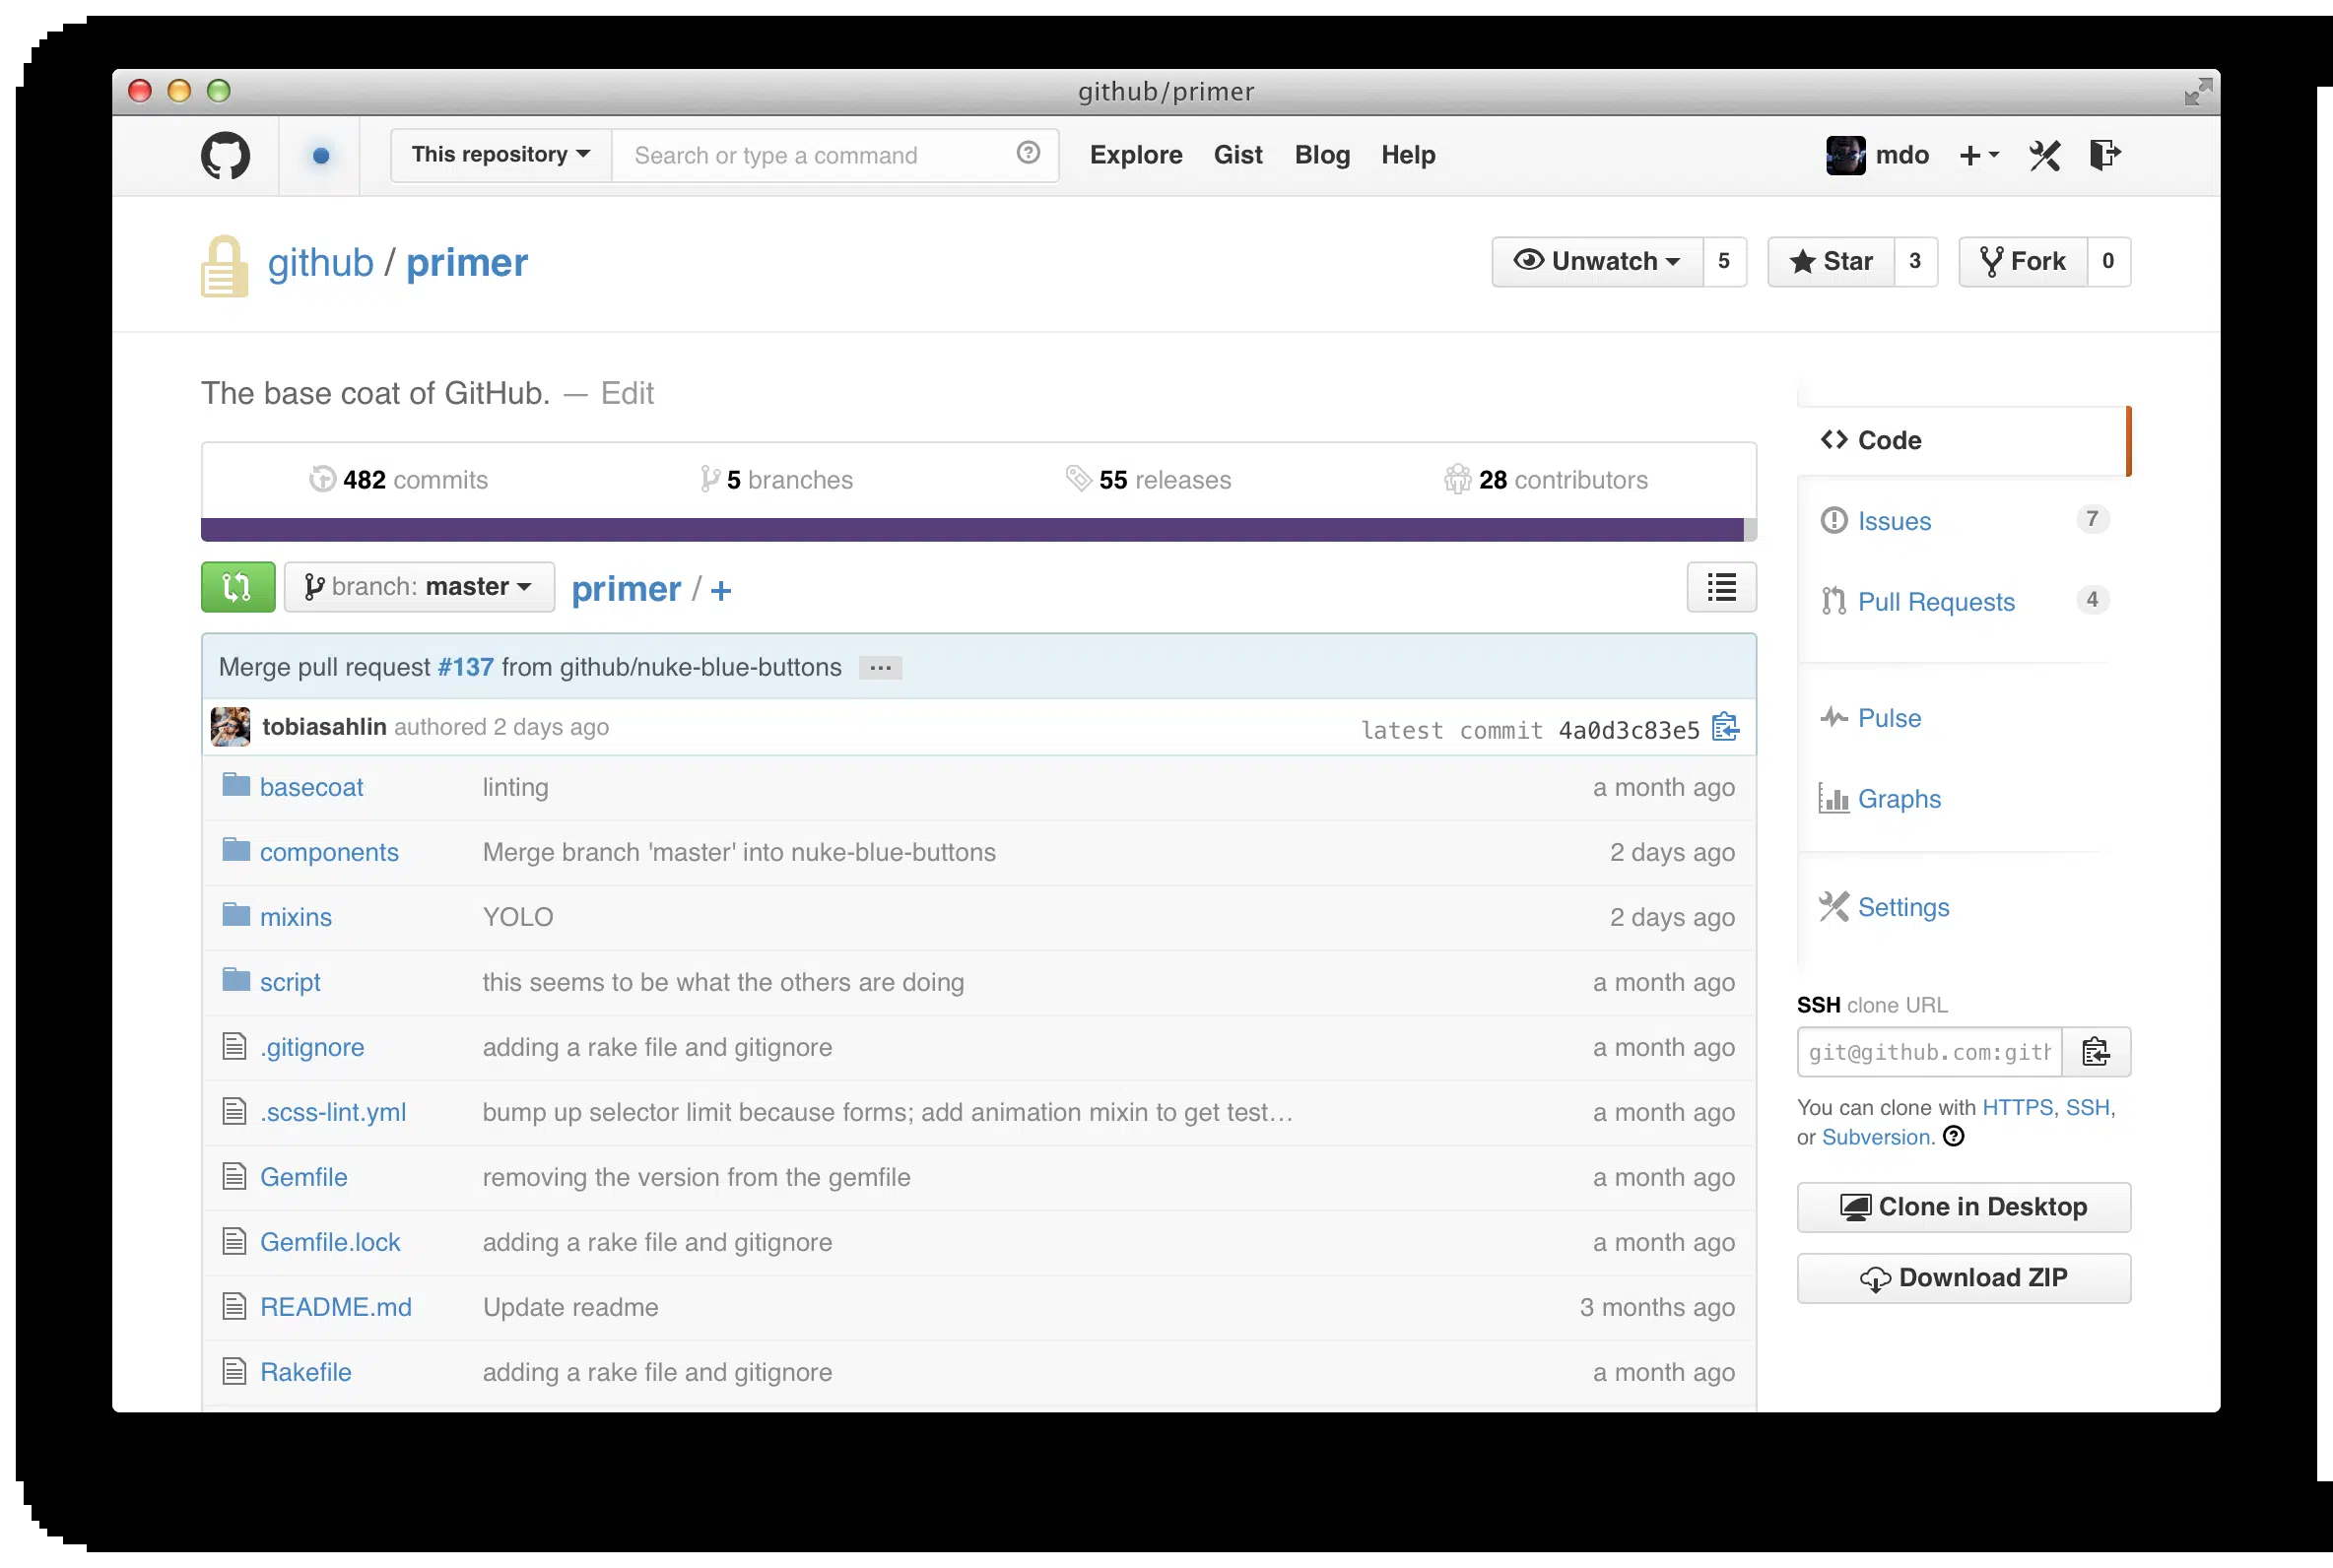 github/primer
This repository Search or type a command Explore Gist Blog Help mdo
github / primer Unwatch 5 Star 3 Fork 0
The base coat of GitHub. — Edit
482 commits 5 branches 55 releases 28 contributors
branch: master primer / +
Merge pull request #137 from github/nuke-blue-buttons ...
tobiasahlin authored 2 days ago latest commit 4a0d3c83e5
basecoat linting a month ago
components Merge branch 'master' into nuke-blue-buttons 2 days ago
mixins YOLO 2 days ago
script this seems to be what the others are doing a month ago
.gitignore adding a rake file and gitignore a month ago
.scss-lint.yml bump up selector limit because forms; add animation mixin to get test… a month ago
Gemfile removing the version from the gemfile a month ago
Gemfile.lock adding a rake file and gitignore a month ago
README.md Update readme 3 months ago
Rakefile adding a rake file and gitignore a month ago
Code
Issues 7
Pull Requests 4
Pulse
Graphs
Settings
SSH clone URL
git@github.com:gith
You can clone with HTTPS, SSH,
or Subversion.
Clone in Desktop
Download ZIP